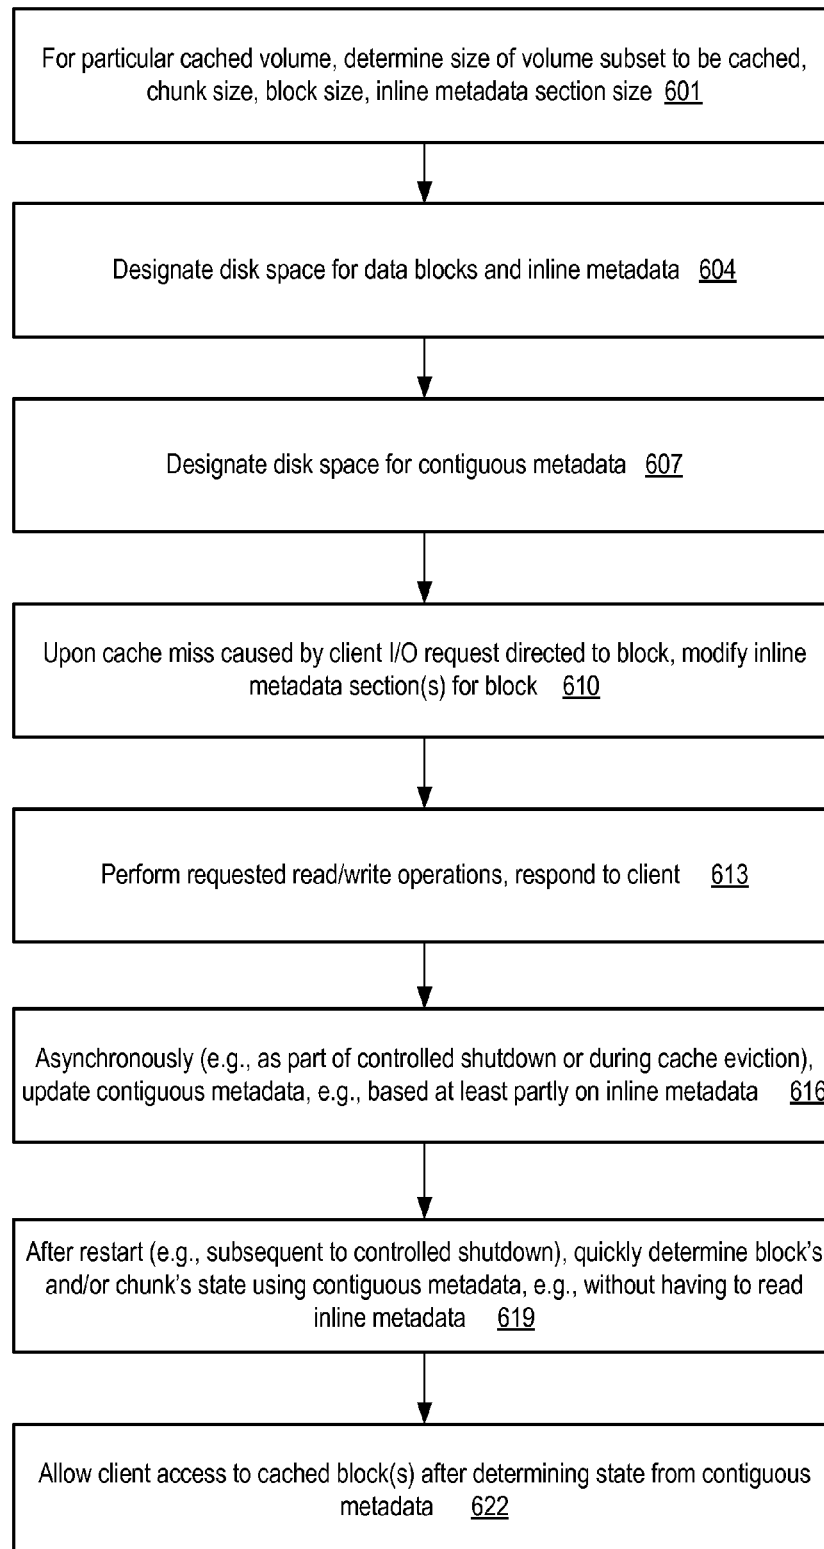 For particular cached volume, determine size of volume subset to be cached,
chunk size, block size, inline metadata section size 601
Designate disk space for data blocks and inline metadata 604
Designate disk space for contiguous metadata 607
Upon cache miss caused by client I/O request directed to block, modify inline
metadata section(s) for block 610
Perform requested read/write operations, respond to client 613
Asynchronously (e.g., as part of controlled shutdown or during cache eviction),
update contiguous metadata, e.g., based at least partly on inline metadata 616
After restart (e.g., subsequent to controlled shutdown), quickly determine block's
and/or chunk's state using contiguous metadata, e.g., without having to read
inline metadata 619
Allow client access to cached block(s) after determining state from contiguous
metadata 622